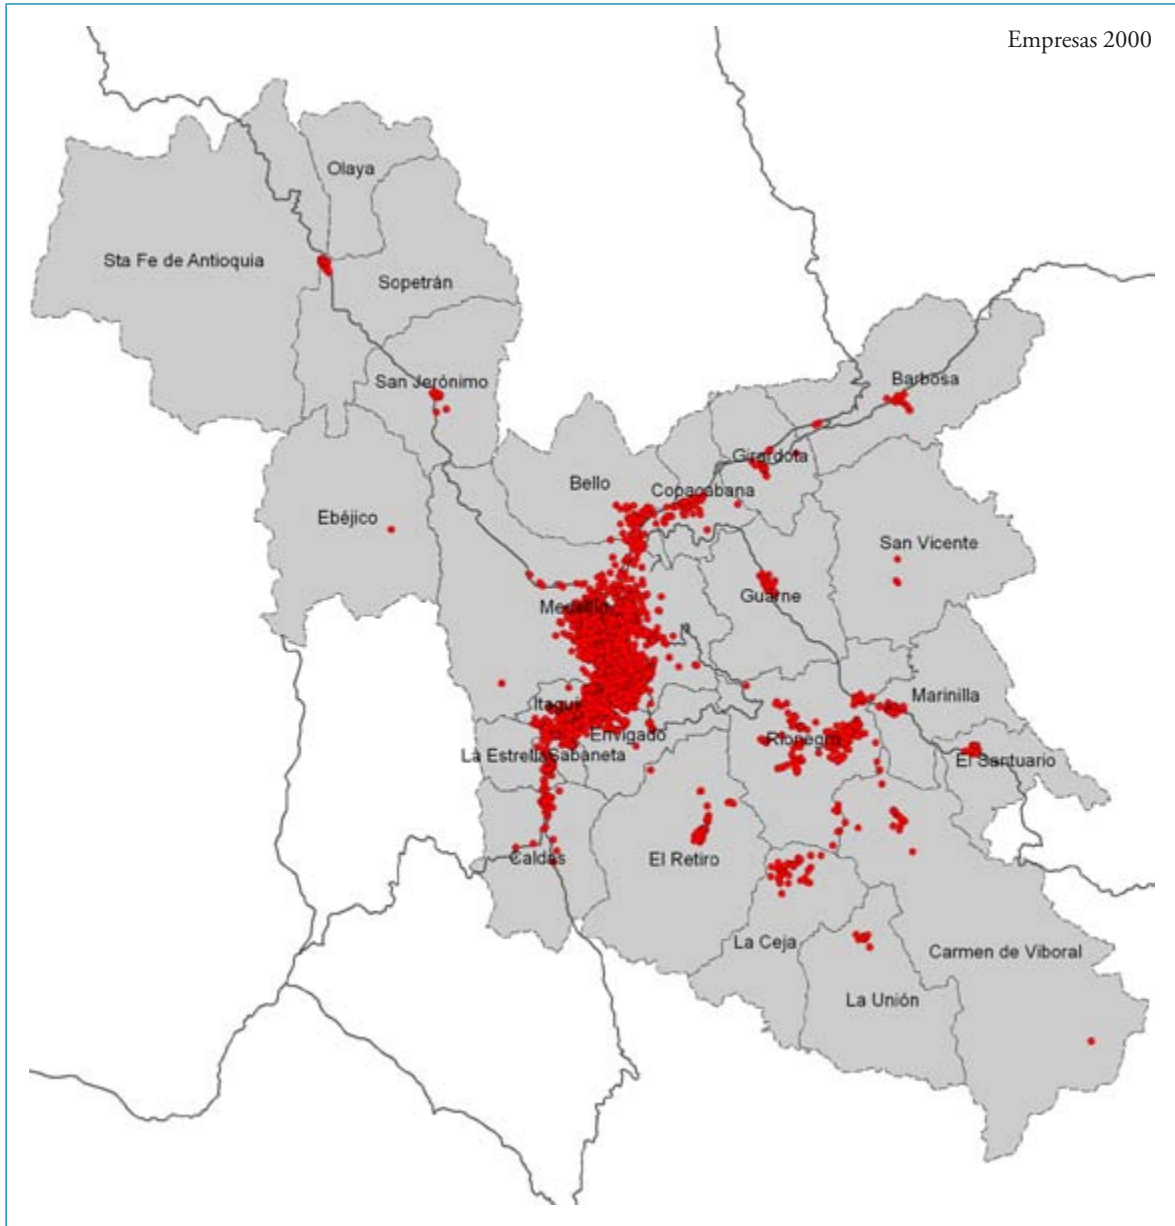 Empresas 2000
Olaya
Sta Fe de Antioquia
Sopetrán
San Jerónimo
Barbosa
Girardota
Bello
Copacabana
Ebéjico
San Vicente
Guarne
Medellín
Marinilla
Itagui
Envigado
Rionegro
La Estrella
Sabaneta
El Santuario
Caldas
El Retiro
La Ceja
Carmen de Viboral
La Unión